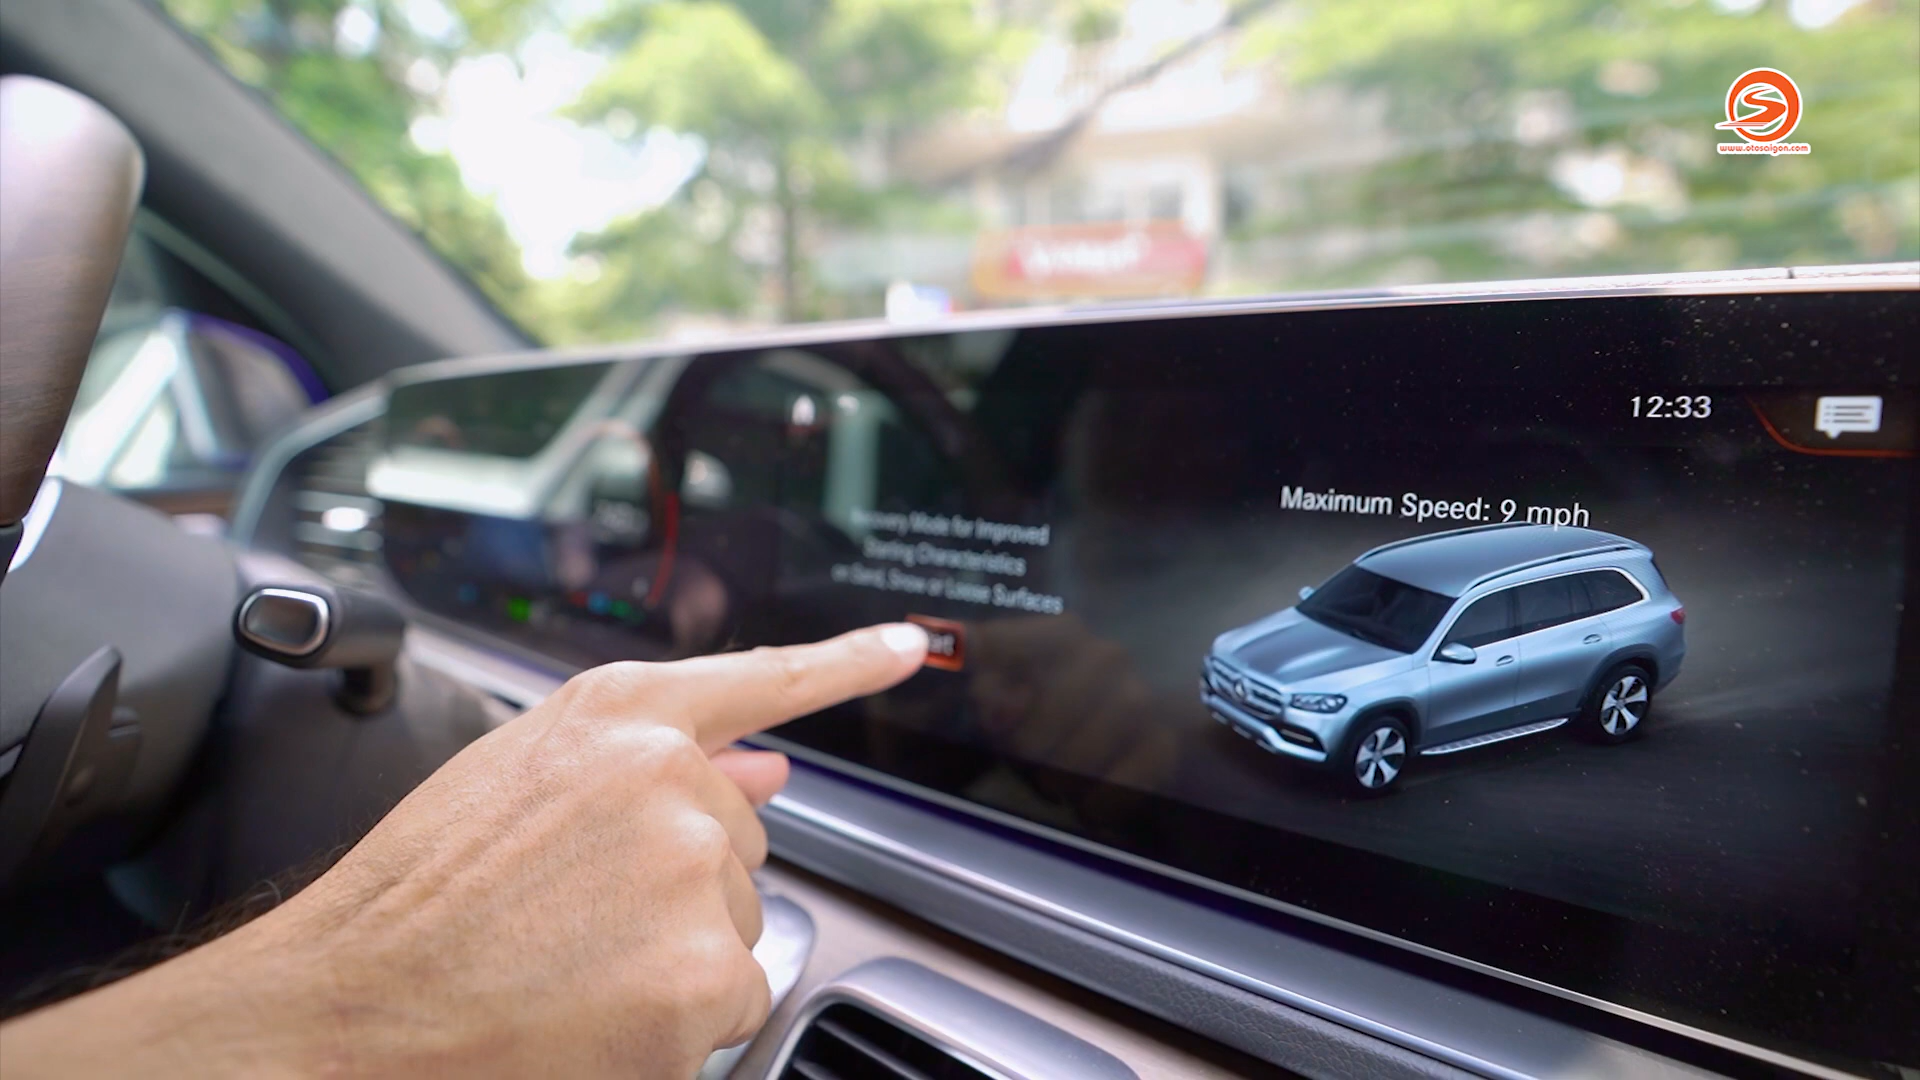 www.otosaigon.com
12:33
Maximum Speed: 9 mph
Mode for Improved
Starting Characteristics
on Sand, Snow or Loose Surfaces